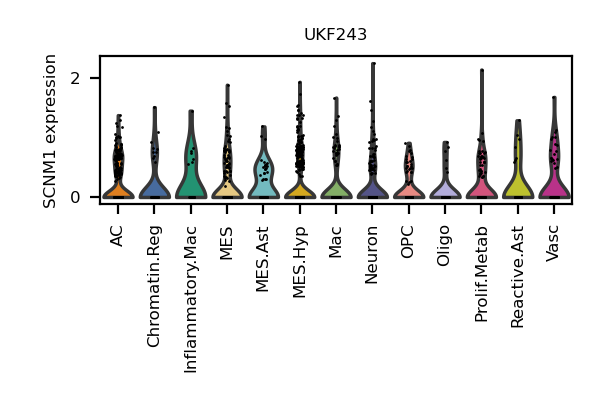 UKF243
SCNM1 expression
2
0
AC
Chromatin.Reg
Inflammatory.Mac
MES
MES.Ast
MES.Hyp
Mac
Neuron
OPC
Oligo
Prolif.Metab
Reactive.Ast
Vasc